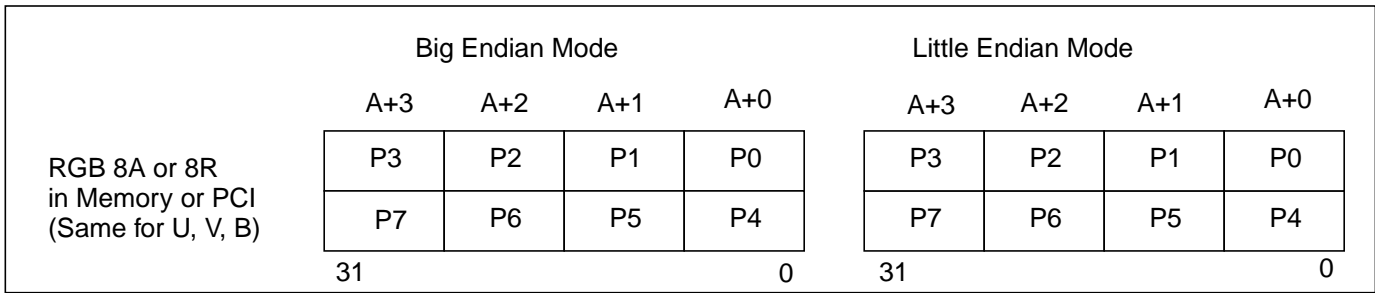 Big Endian Mode Little Endian Mode
A+3 A+2 A+1 A+0 A+3 A+2 A+1 A+0
RGB 8A or 8R
in Memory or PCI
(Same for U, V, B)
P3 P2 P1 P0 P3 P2 P1 P0
P7 P6 P5 P4 P7 P6 P5 P4
31 0 31 0